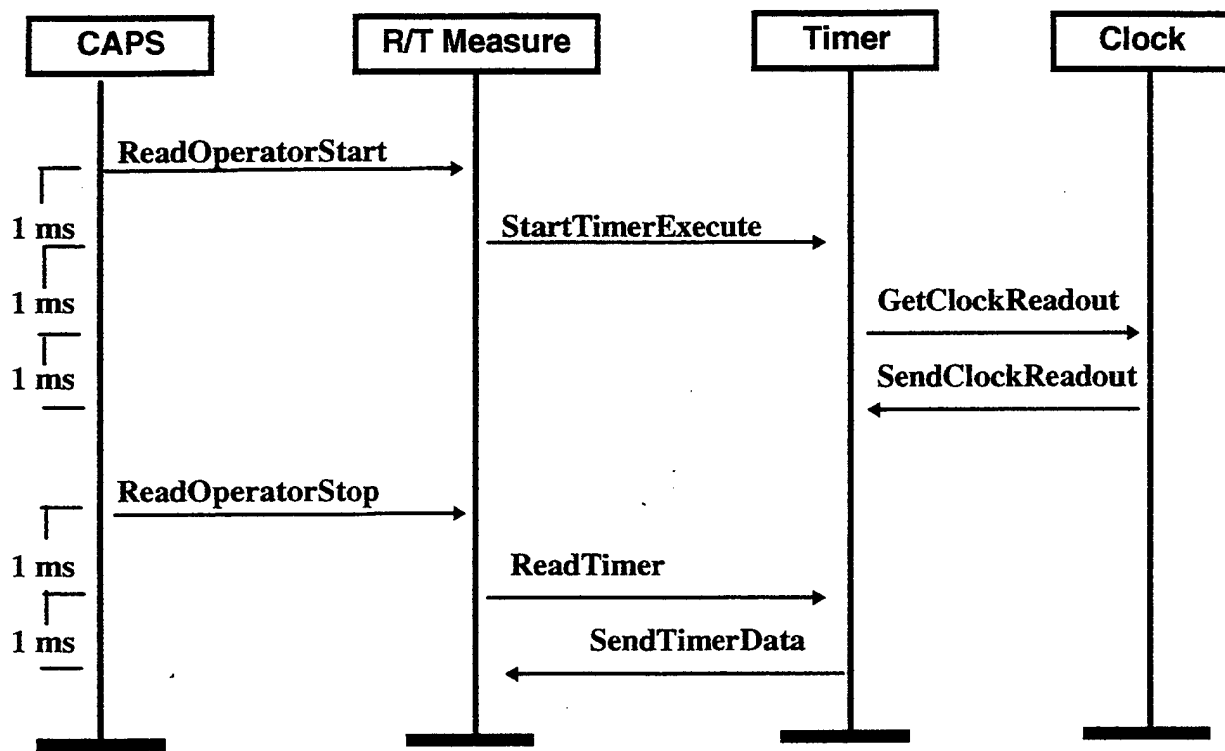 CAPS
R/T Measure
Timer
Clock
ReadOperatorStart
1 ms
StartTimerExecute
1 ms
GetClockReadout
1 ms
SendClockReadout
ReadOperatorStop
1 ms
ReadTimer
1 ms
SendTimerData